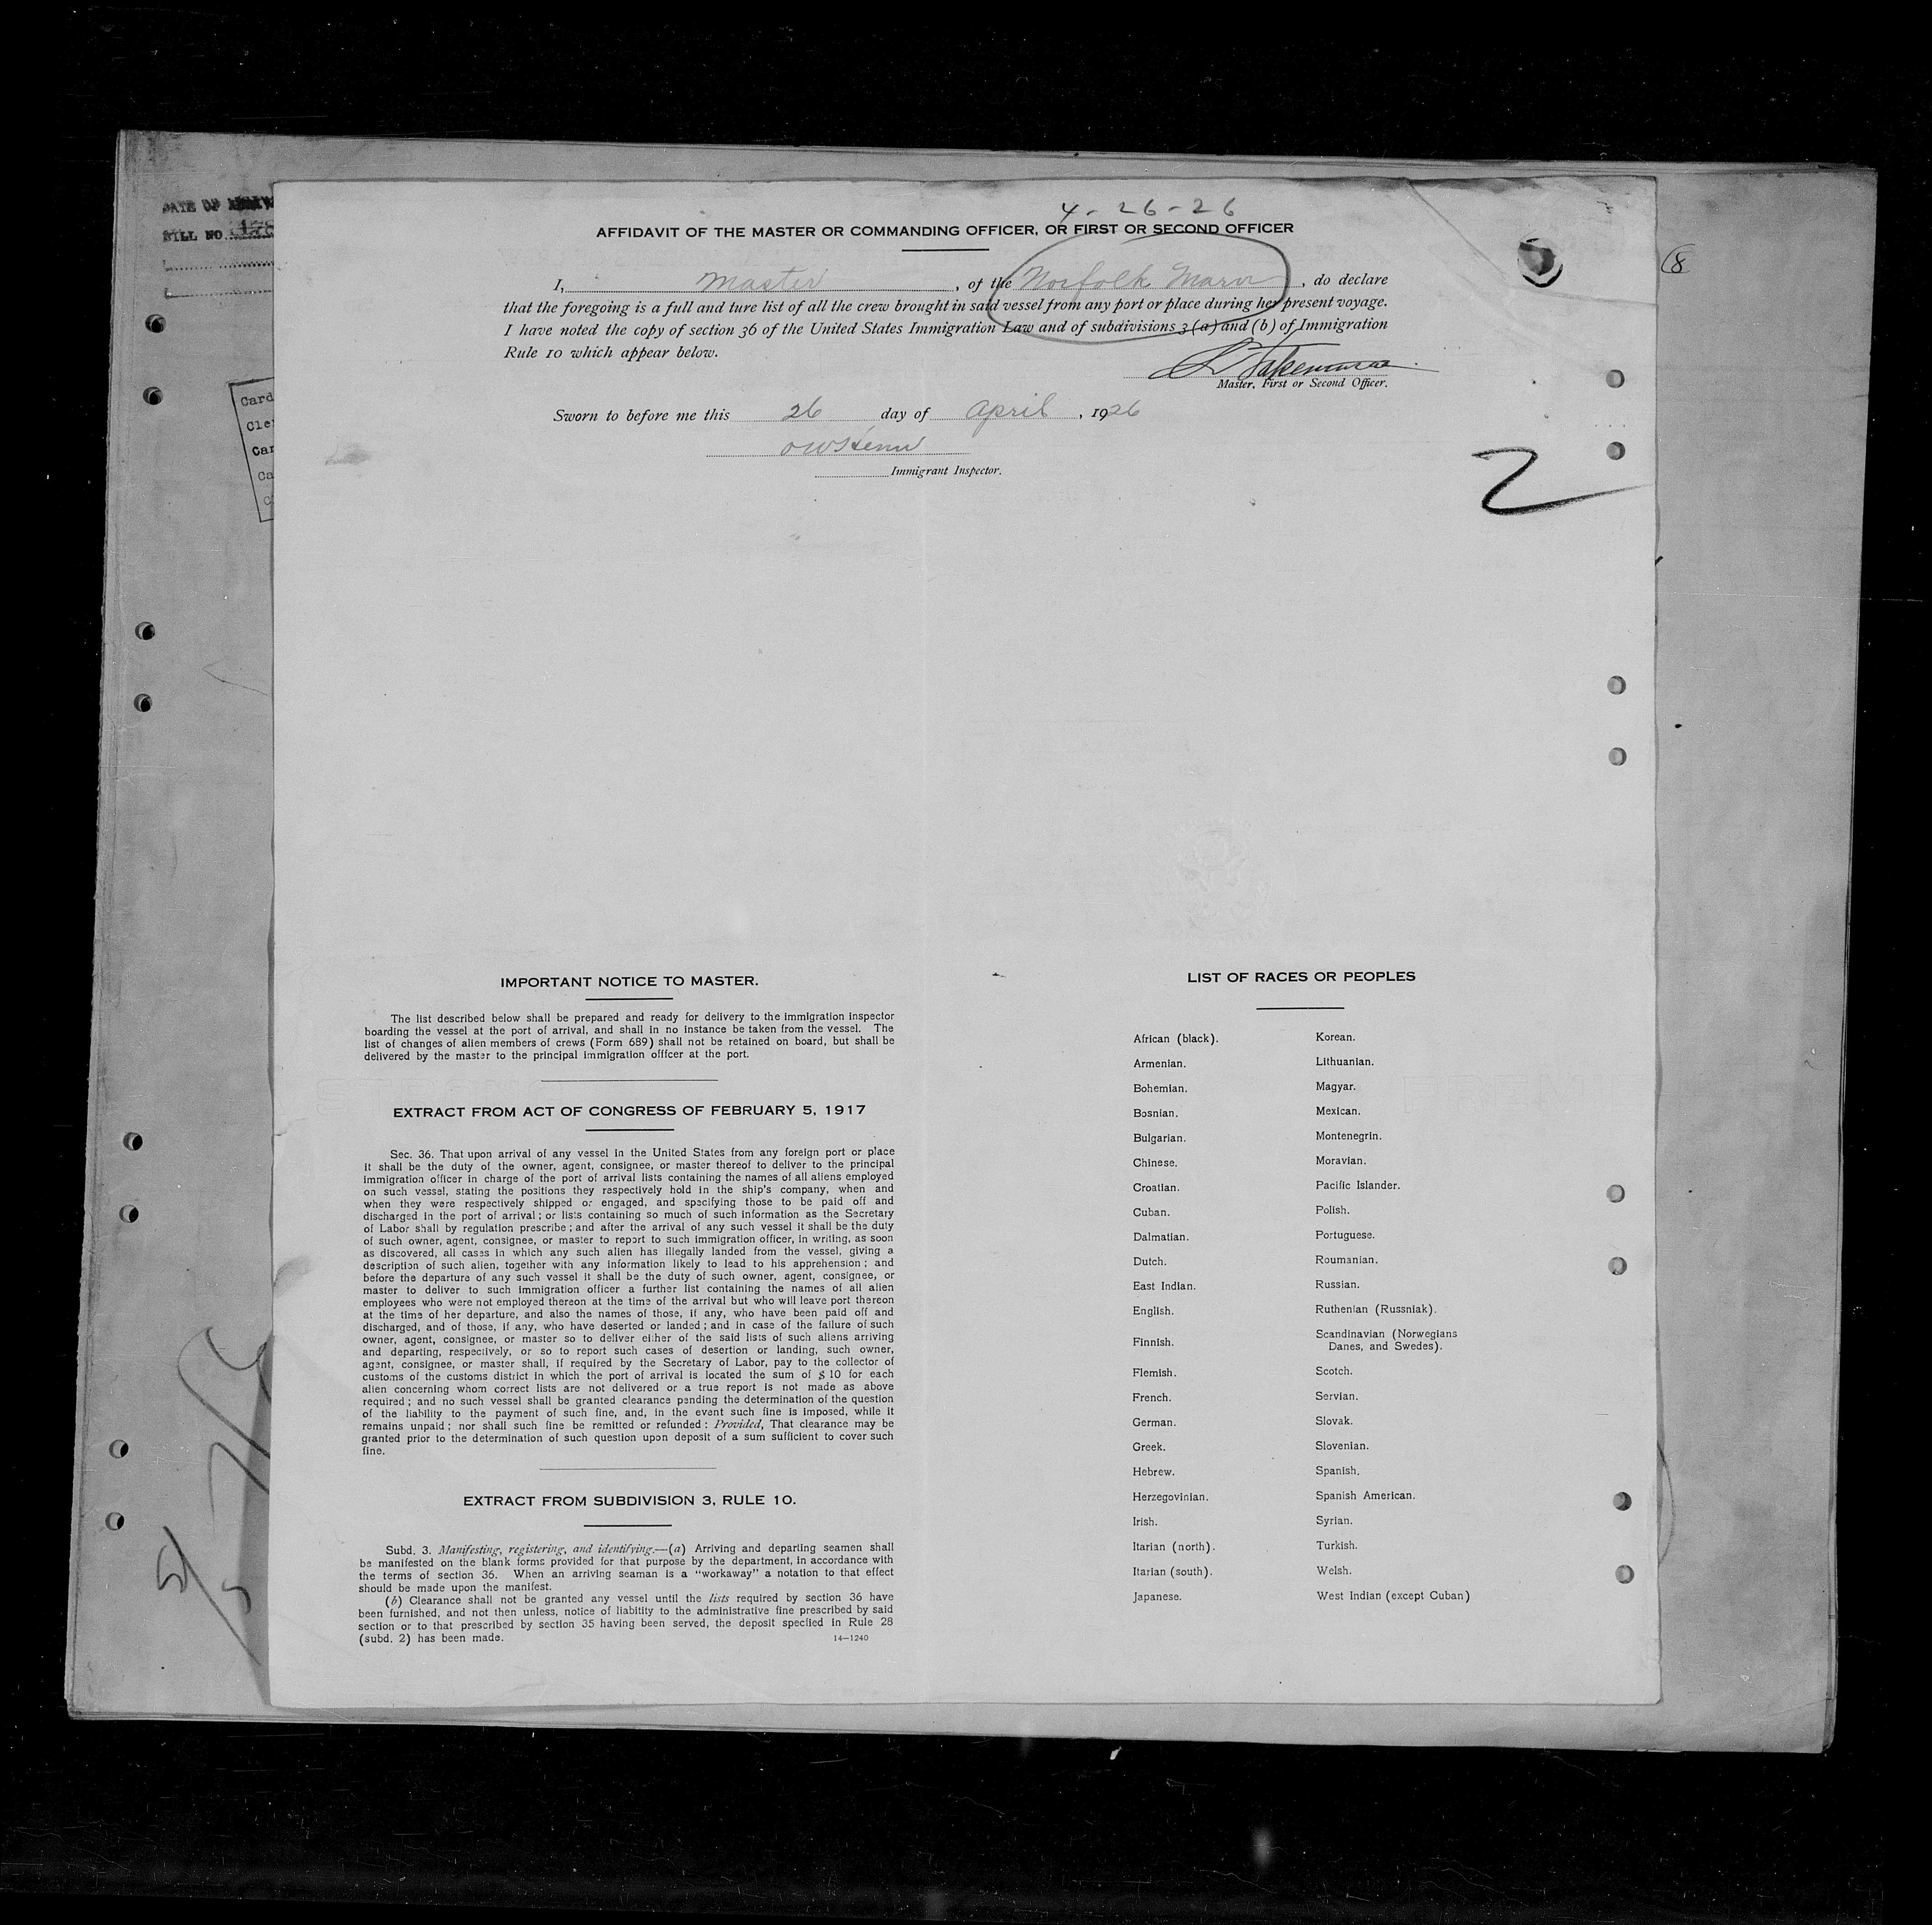 DATE OF
BILL NO
Card
Cle
Car
Ca
C
8
4-26-26
AFFIDAVIT OF THE MASTER OR COMMANDING OFFICER, OR FIRST OR SECOND OFFICER
I, Master, of the Norfolk Maru, do declare
that the foregoing is a full and ture list of all the crew brought in said vessel from any port or place during her present voyage.
I have noted the copy of section 36 of the United States Immigration Law and of subdivisions 3 (a) and (b) of Immigration
Rule 10 which appear below.
Master, First or Second Officer.
Sworn to before me this 26 day of April, 1926
Immigrant Inspector.
2
IMPORTANT NOTICE TO MASTER.
The list described below shall be prepared and ready for delivery to the immigration inspector
boarding the vessel at the port of arrival, and shall in no instance be taken from the vessel. The
list of changes of alien members of crews (Form 689) shall not be retained on board, but shall be
delivered by the master to the principal immigration officer at the port.
EXTRACT FROM ACT OF CONGRESS OF FEBRUARY 5, 1917
Sec. 36. That upon arrival of any vessel in the United States from any foreign port or place
it shall be the duty of the owner, agent, consignee, or master thereof to deliver to the principal
immigration officer in charge of the port of arrival lists containing the names of all aliens employed
on such vessel, stating the positions they respectively hold in the ship's company, when and
when they were respectively shipped or engaged, and specifying those to be paid off and
discharged in the port of arrival; or lists containing so much of such information as the Secretary
of Labor shall by regulation prescribe; and after the arrival of any such vessel it shall be the duty
of such owner, agent, consignee, or master to report to such immigration officer, in writing, as soon
as discovered, all cases in which any such alien has illegally landed from the vessel, giving a
description of such alien, together with any information likely to lead to his apprehension; and
before the departure of any such vessel it shall be the duty of such owner, agent, consignee, or
master to deliver to such immigration officer a further list containing the names of all alien
employees who were not employed thereon at the time of the arrival but who will leave port thereon
at the time of her departure, and also the names of those, if any, who have been paid off and
discharged, and of those, if any, who have deserted or landed; and in case of the failure of such
owner, agent, consignee, or master so to deliver either of the said lists of such aliens arriving
and departing, respectively, or so to report such cases of desertion or landing, such owner,
agent, consignee, or master shall, if required by the Secretary of Labor, pay to the collector of
customs of the customs district in which the port of arrival is located the sum of $10 for each
alien concerning whom correct lists are not delivered or a true report is not made as above
required; and no such vessel shall be granted clearance pending the determination of the question
of the liability to the payment of such fine, and, in the event such fine is imposed, while it
remains unpaid; nor shall such fine be remitted or refunded: Provided, That clearance may be
granted prior to the determination of such question upon deposit of a sum sufficient to cover such
fine.
EXTRACT FROM SUBDIVISION 3, RULE 10.
Subd. 3. Manifesting, registering, and identifying.—(a) Arriving and departing seamen shall
be manifested on the blank forms provided for that purpose by the department, in accordance with
the terms of section 36. When an arriving seaman is a "workaway" a notation to that effect
should be made upon the manifest.
(b) Clearance shall not be granted any vessel until the lists required by section 36 have
been furnished, and not then unless, notice of liabitity to the administrative fine prescribed by said
section or to that prescribed by section 35 having been served, the deposit specified in Rule 28
(subd. 2) has been made.
14—1240
LIST OF RACES OR PEOPLES
African (black).
Armenian.
Bohemian.
Bosnian.
Bulgarian.
Chinese.
Croatian.
Cuban.
Dalmatian.
Dutch.
East Indian.
English.
Finnish.
Flemish.
French.
German.
Greek.
Hebrew.
Herzegovinian.
Irish.
Itarian (north).
Itarian (south).
Japanese.
Korean.
Lithuanian.
Magyar.
Mexican.
Montenegrin.
Moravian.
Pacific Islander.
Polish.
Portuguese.
Roumanian.
Russian.
Ruthenian (Russniak).
Scandinavian (Norwegians
Danes, and Swedes).
Scotch.
Servian.
Slovak.
Slovenian.
Spanish.
Spanish American.
Syrian.
Turkish.
Welsh.
West Indian (except Cuban)